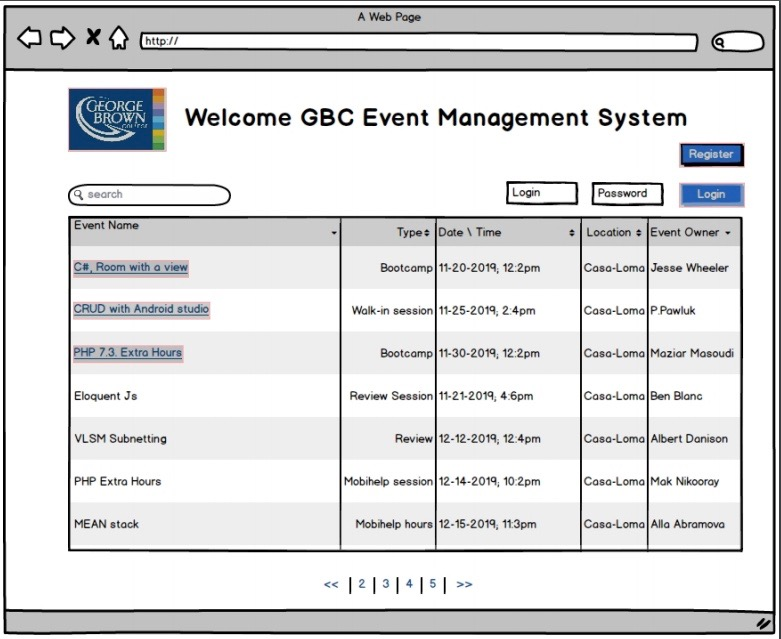 A Web Page
http://
GEORGE
BROWN
college
Welcome GBC Event Management System
Register
search
Login
Password
Login
Event Name Type Date \ Time Location Event Owner
C#, Room with a view Bootcamp 11-20-2019; 12:2pm Casa-Loma Jesse Wheeler
CRUD with Android studio Walk-in session 11-25-2019; 2:4pm Casa-Loma P.Pawluk
PHP 7.3. Extra Hours Bootcamp 11-30-2019; 12:2pm Casa-Loma Maziar Masoudi
Eloquent Js Review Session 11-21-2019; 4:6pm Casa-Loma Ben Blanc
VLSM Subnetting Review 12-12-2019; 12:4pm Casa-Loma Albert Danison
PHP Extra Hours Mobihelp session 12-14-2019; 10:2pm Casa-Loma Mak Nikooray
MEAN stack Mobihelp hours 12-15-2019; 11:3pm Casa-Loma Alla Abramova
<< | 2 | 3 | 4 | 5 | >>